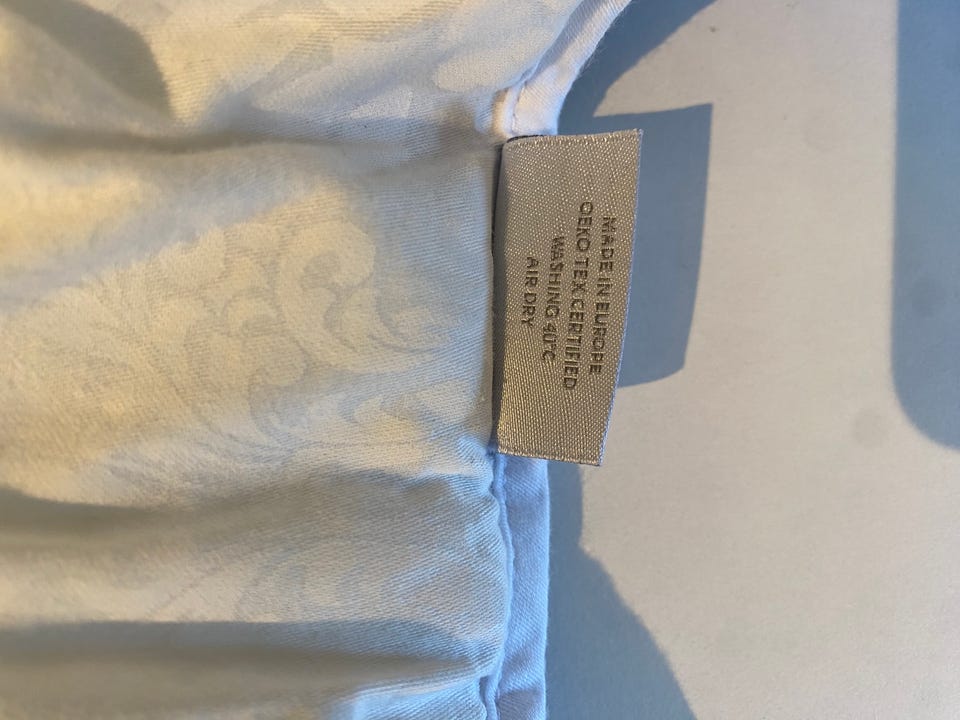 MADE IN EUROPE
OEKO TEX CERTIFIED
WASHING 40°C
AIR DRY